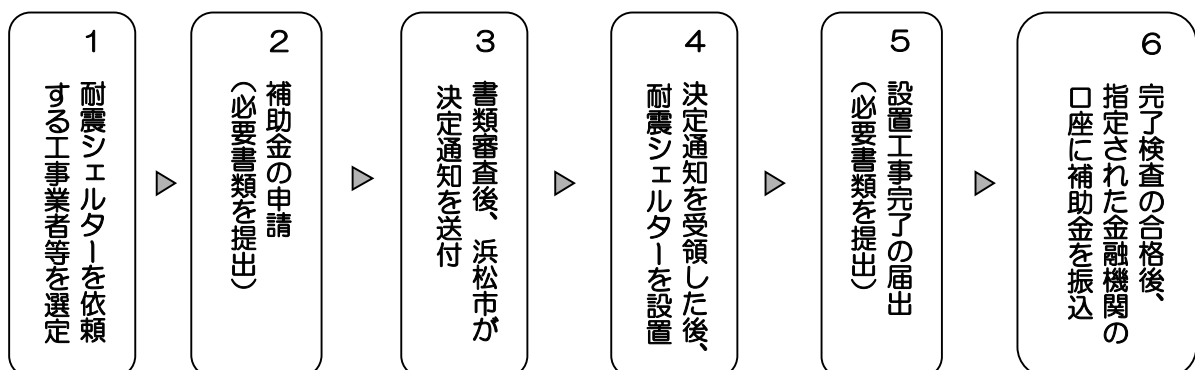 1
耐震シェルターを依頼
する工事業者等を選定
2
補助金の申請
（必要書類を提出）
3
書類審査後、浜松市が
決定通知を送付
4
決定通知を受領した後、
耐震シェルターを設置
5
設置工事完了の届出
（必要書類を提出）
6
完了検査の合格後、
指定された金融機関の
口座に補助金を振込